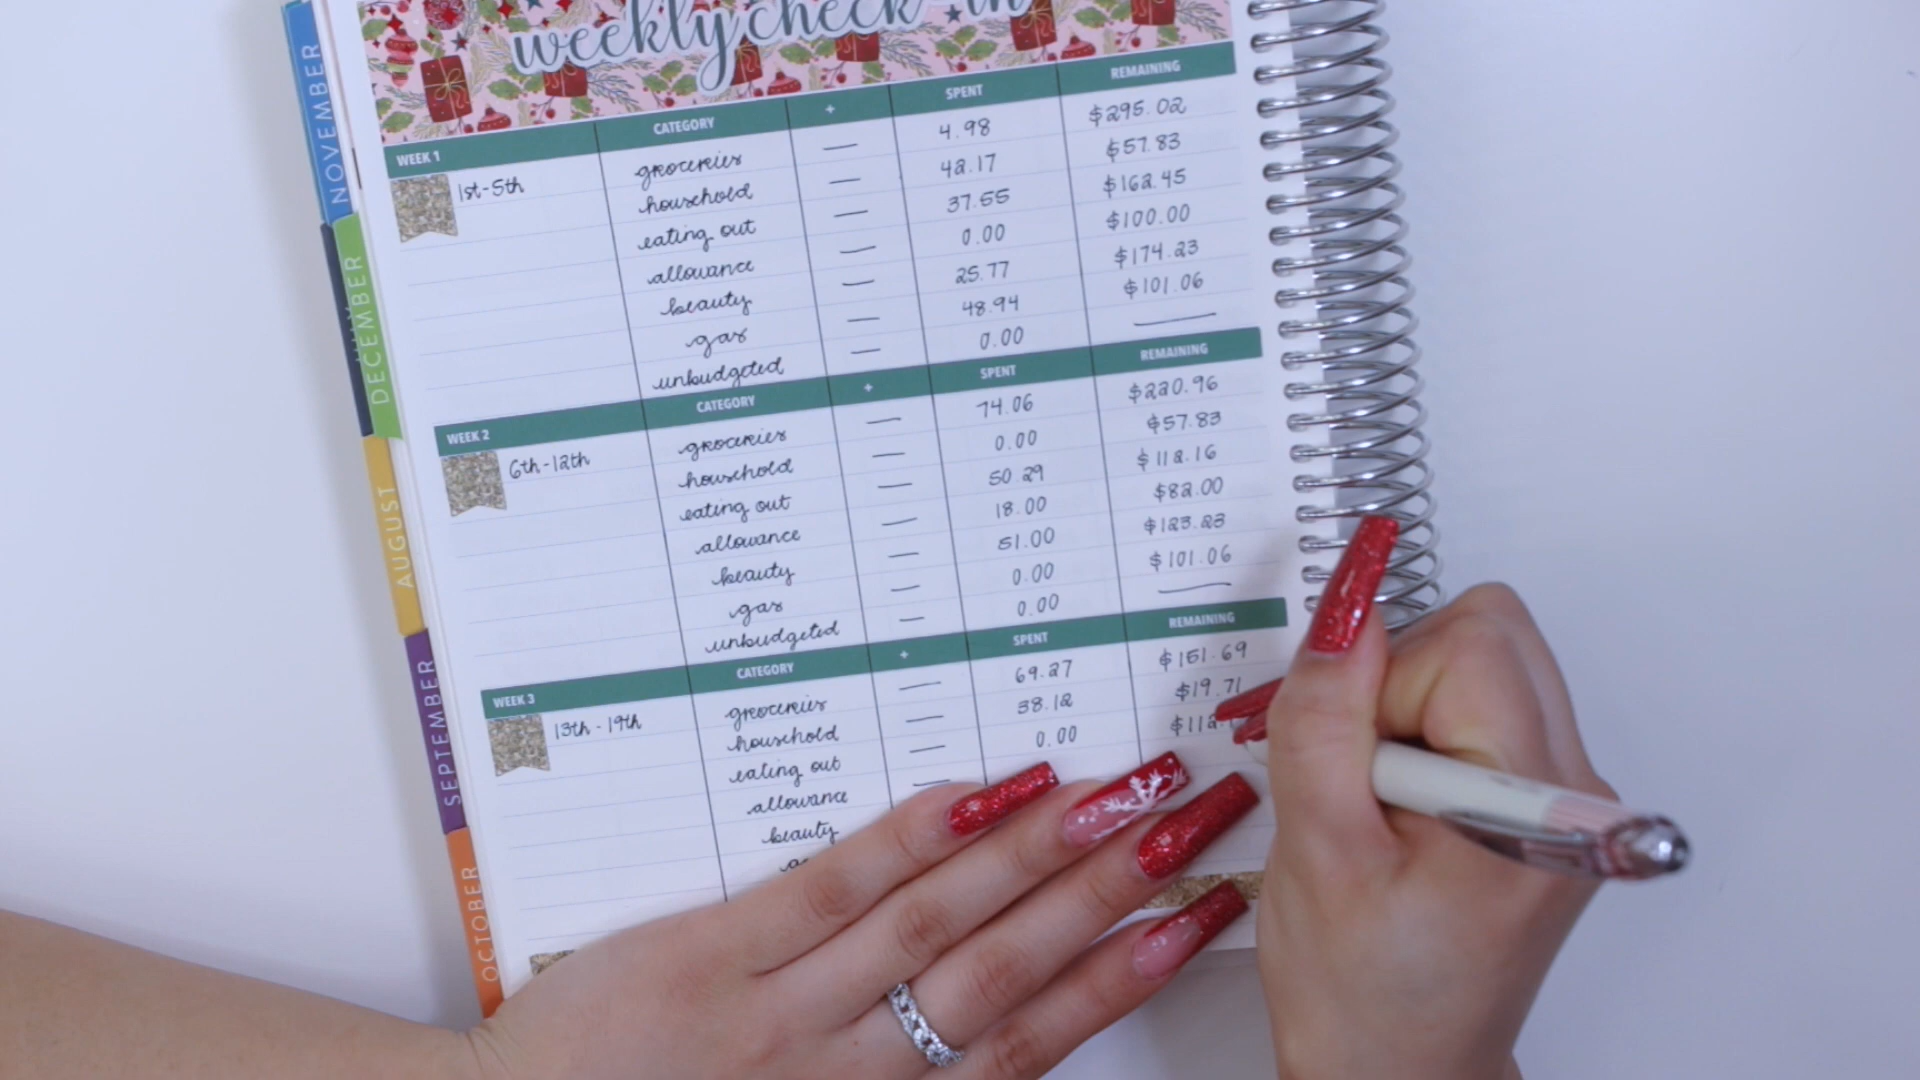 weekly check-in
WEEK 1 CATEGORY + SPENT REMAINING
1st-5th groceries — 4.98 $295.02
household — 42.17 $57.83
eating out — 37.55 $162.45
allowance — 0.00 $100.00
beauty — 25.77 $174.23
gas — 48.94 $101.06
unbudgeted — 0.00 —
WEEK 2 CATEGORY + SPENT REMAINING
6th-12th groceries — 74.06 $220.96
household — 0.00 $57.83
eating out — 50.29 $112.16
allowance — 18.00 $82.00
beauty — 51.00 $123.23
gas — 0.00 $101.06
unbudgeted — 0.00 —
WEEK 3 CATEGORY + SPENT REMAINING
13th - 19th groceries — 69.27 $151.69
household — 38.12 $19.71
eating out — 0.00 $112.
allowance —
beauty
NOVEMBER
DECEMBER
AUGUST
SEPTEMBER
OCTOBER